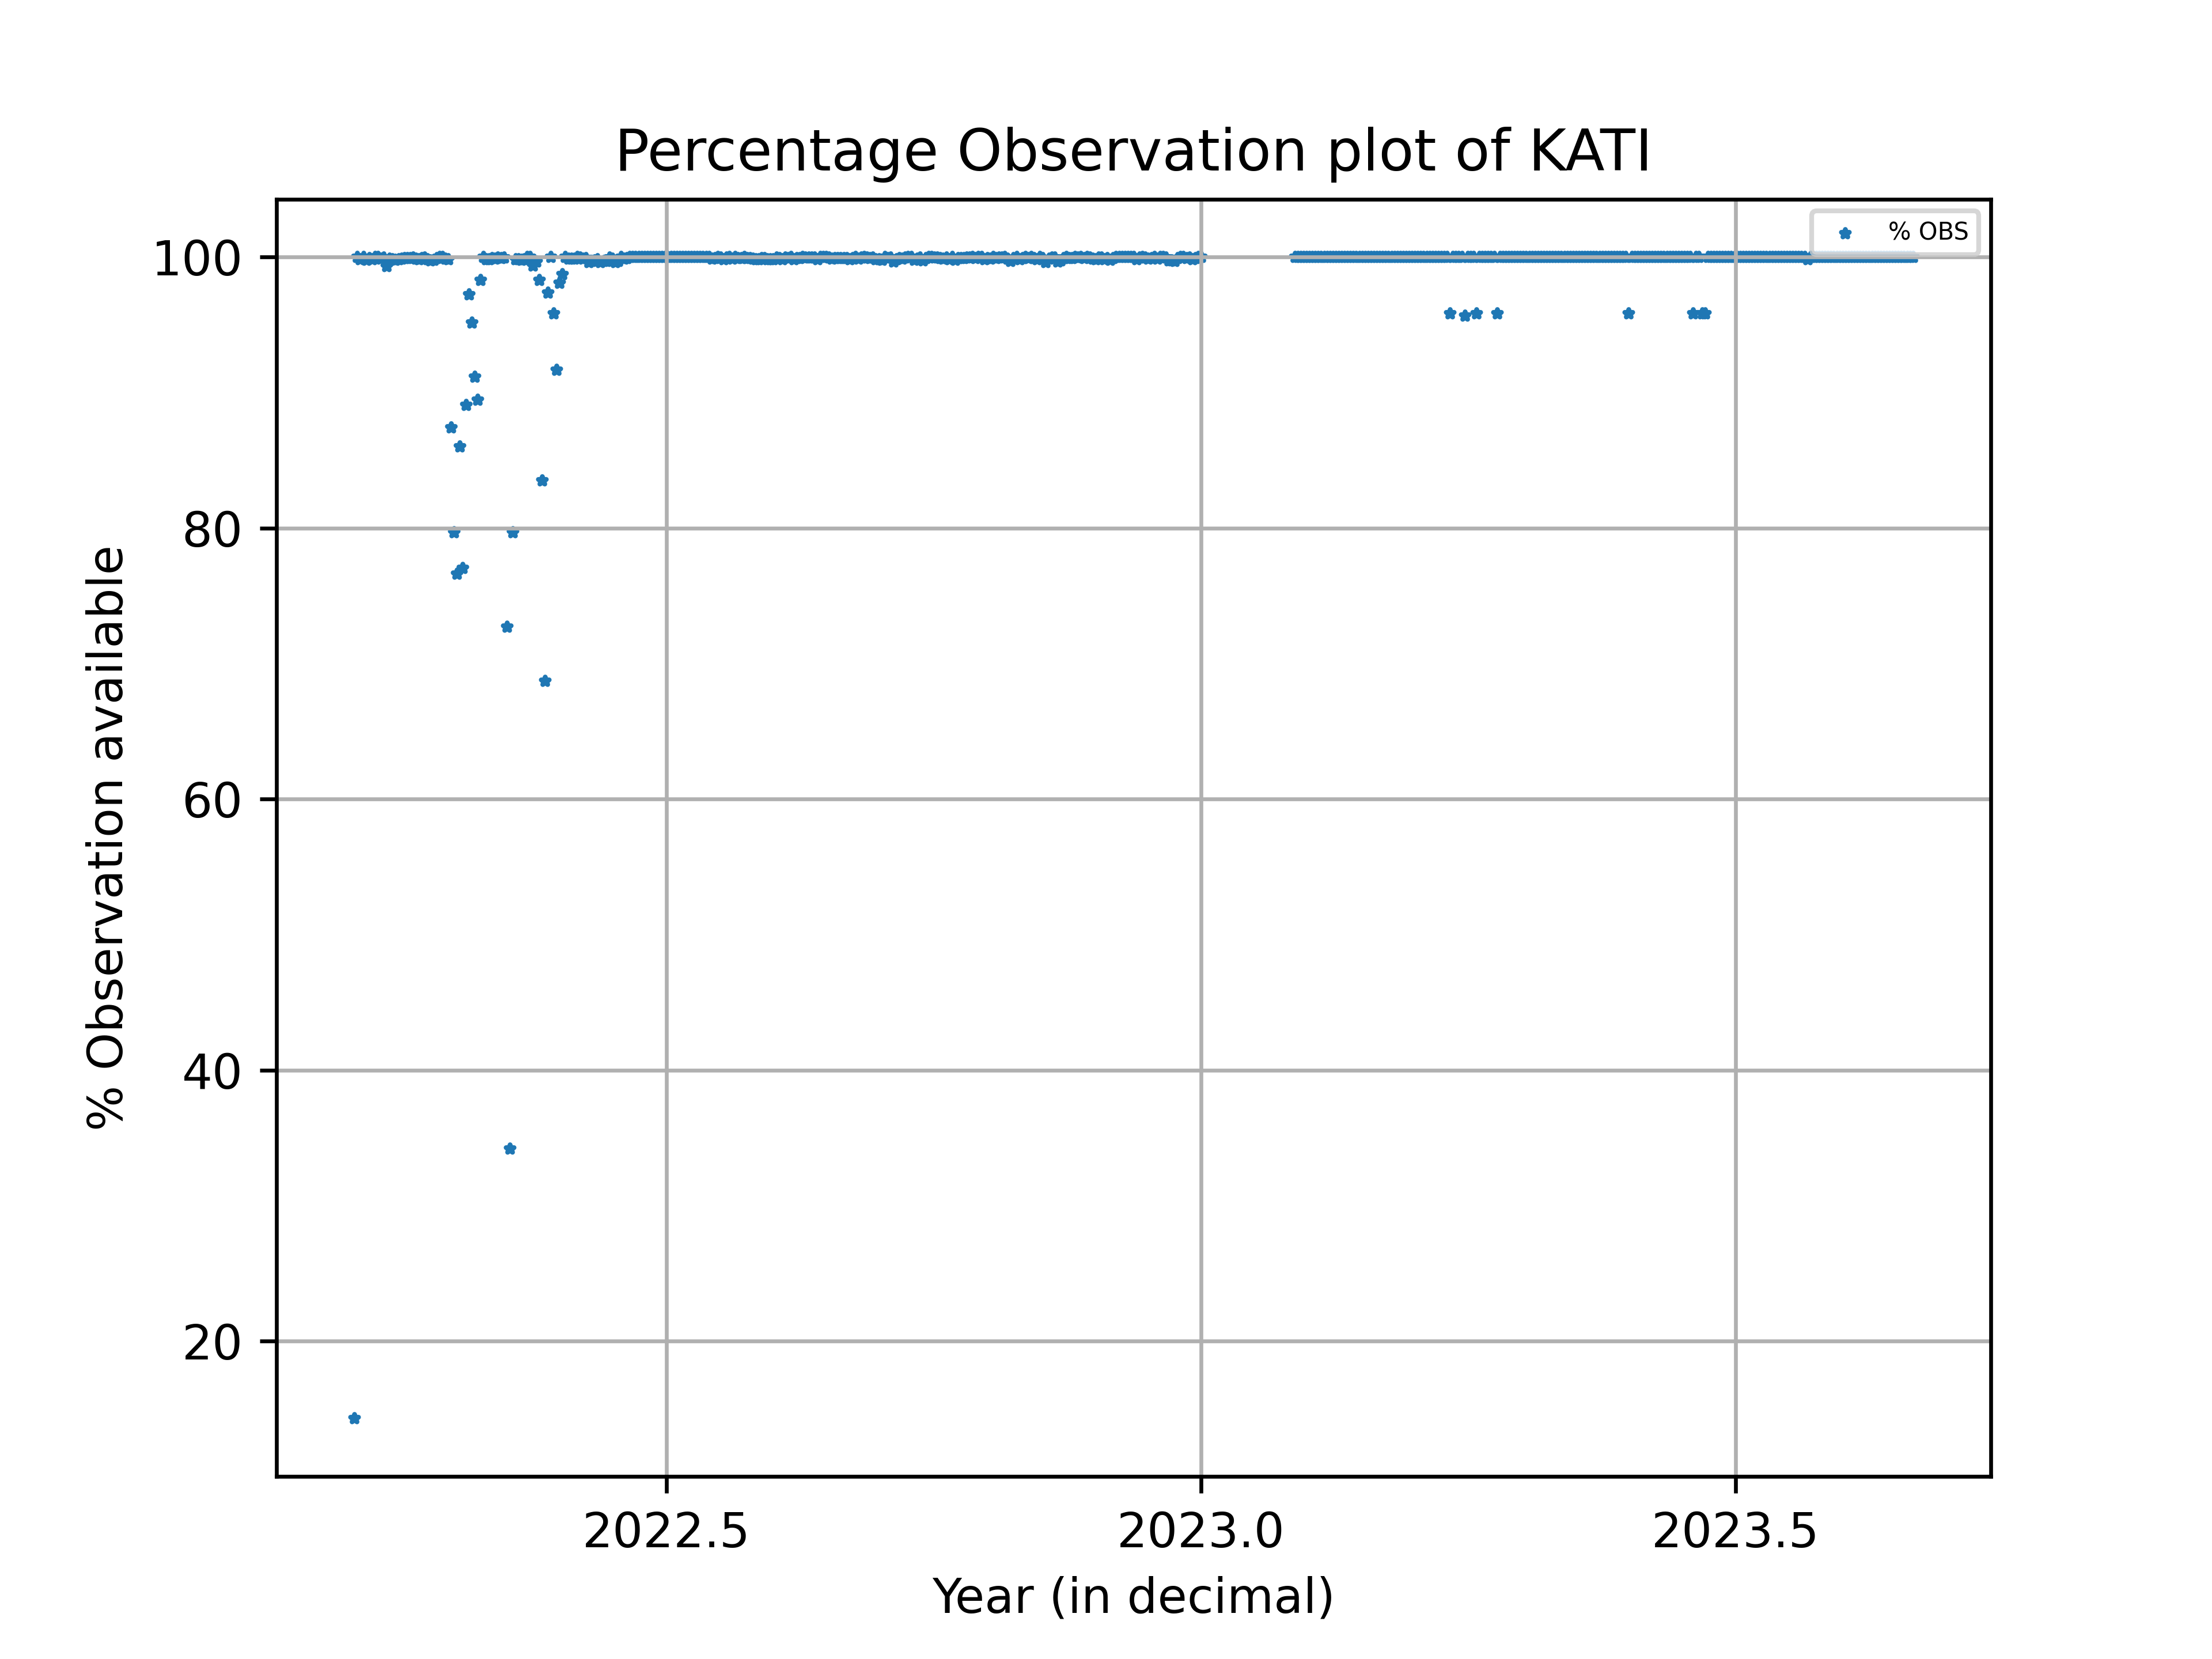 Percentage Observation plot of KATI
% OBS
100
80
60
40
20
% Observation available
2022.5 2023.0 2023.5
Year (in decimal)